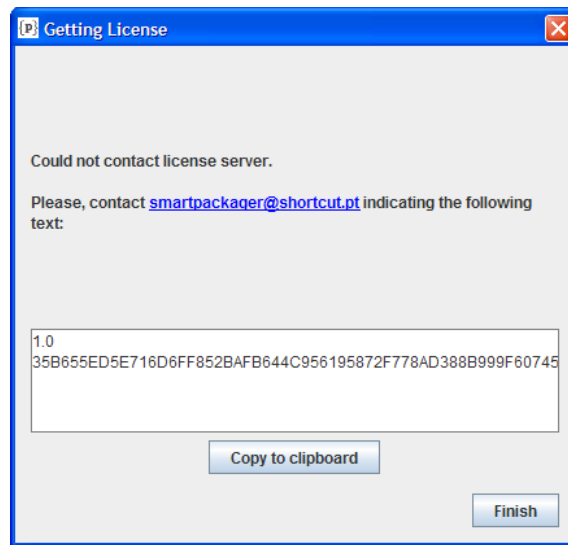 {P} Getting License
Could not contact license server.
Please, contact smartpackager@shortcut.pt indicating the following
text:
1.0
35B655ED5E716D6FF852BAFB644C956195872F778AD388B999F60745
Copy to clipboard
Finish